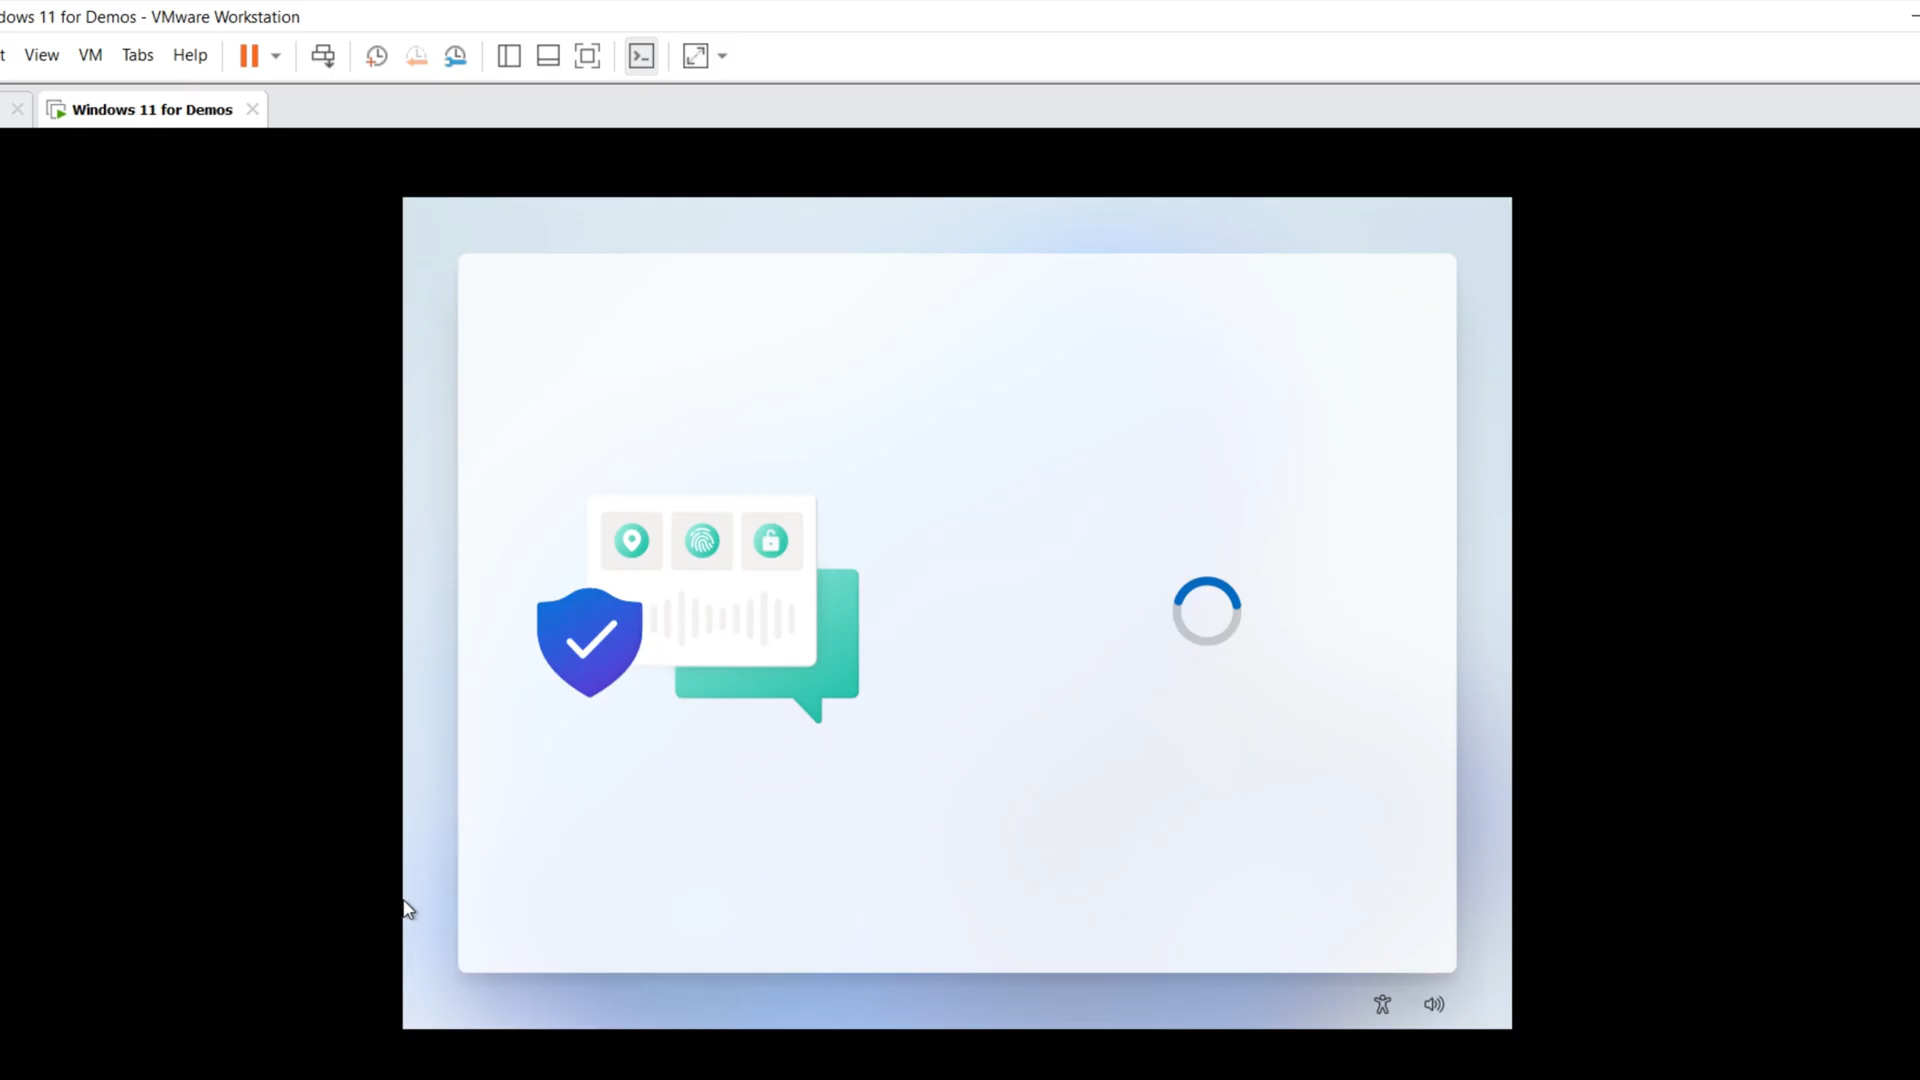 dows 11 for Demos - VMware Workstation
t View VM Tabs Help
Windows 11 for Demos